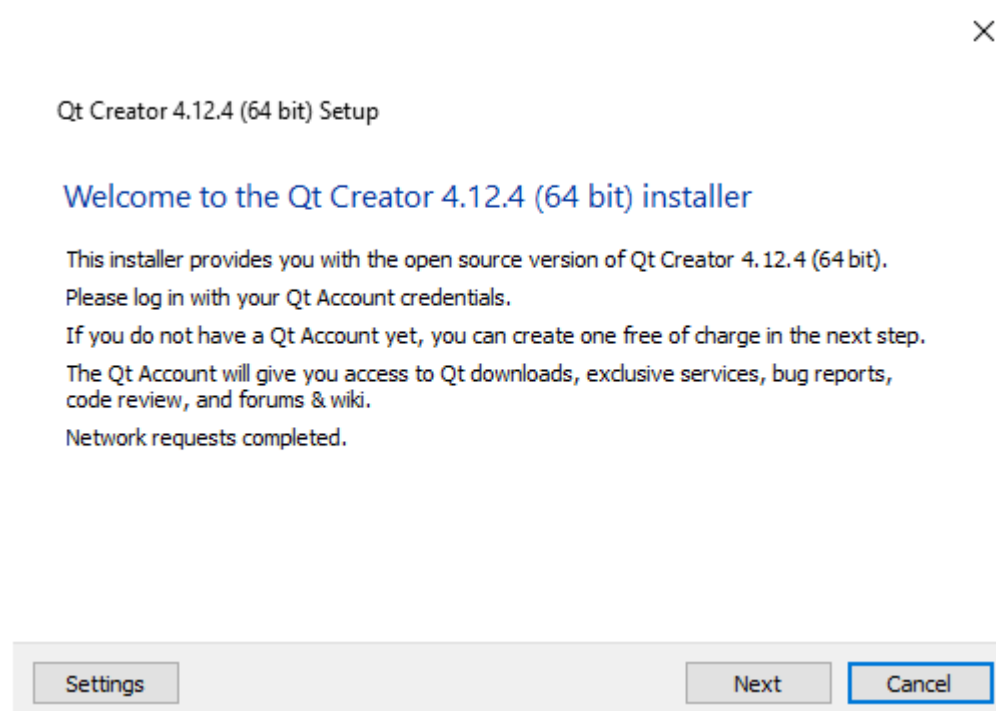 Qt Creator 4.12.4 (64 bit) Setup
Welcome to the Qt Creator 4.12.4 (64 bit) installer
This installer provides you with the open source version of Qt Creator 4.12.4 (64 bit).
Please log in with your Qt Account credentials.
If you do not have a Qt Account yet, you can create one free of charge in the next step.
The Qt Account will give you access to Qt downloads, exclusive services, bug reports,
code review, and forums & wiki.
Network requests completed.
Settings Next Cancel